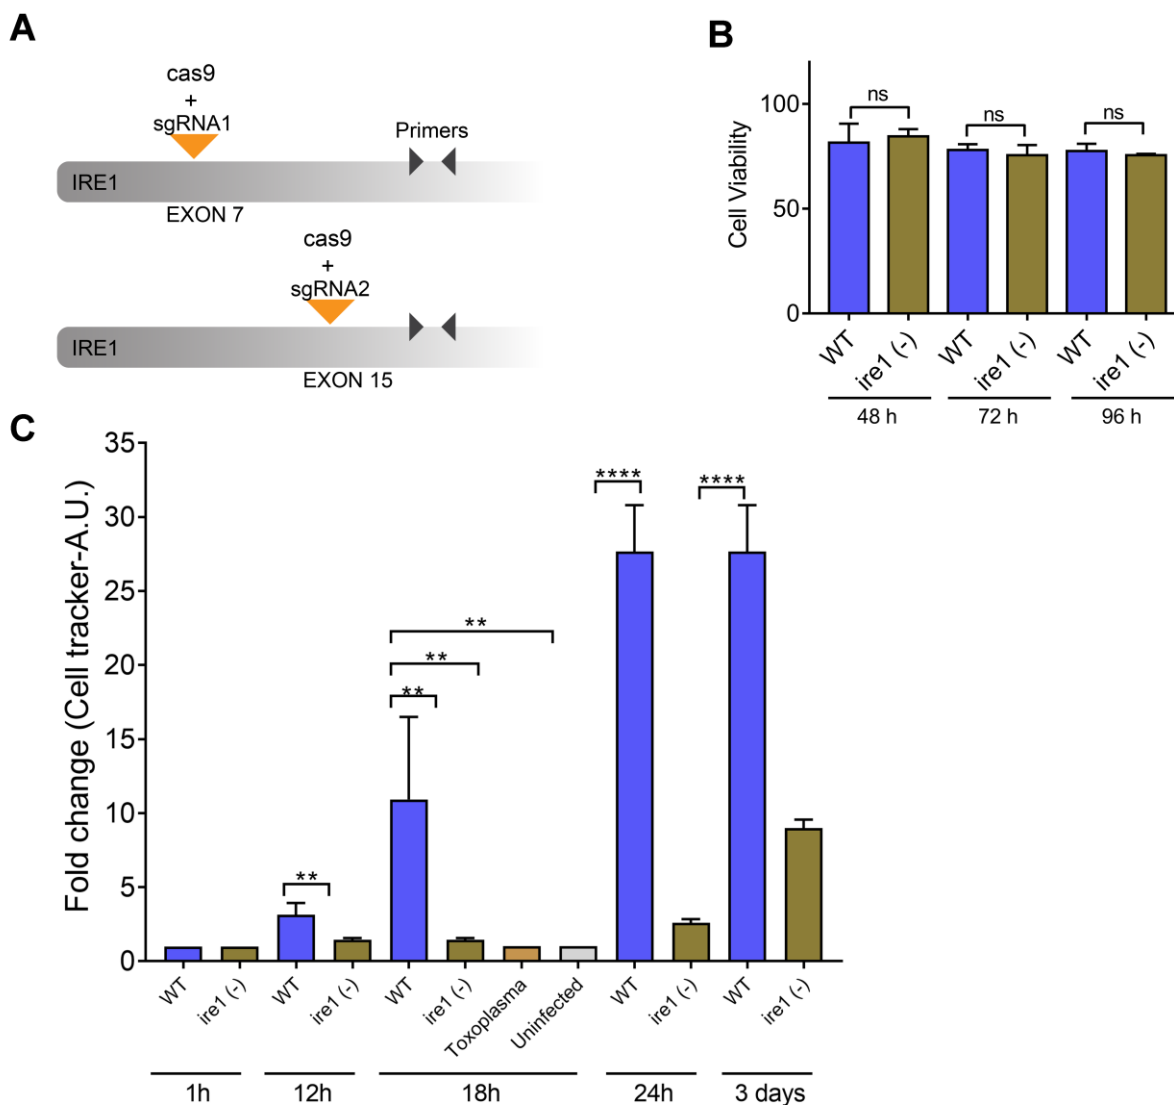 A
cas9
+
sgRNA1
Primers
IRE1
EXON 7
cas9
+
sgRNA2
IRE1
EXON 15
B
Cell Viability
100
50
0
ns
ns
ns
WT
ire1 (-)
WT
ire1 (-)
WT
ire1 (-)
48 h
72 h
96 h
C
Fold change (Cell tracker-A.U.)
35
30
25
20
15
10
5
0
**
**
**
**
****
****
WT
ire1 (-)
WT
ire1 (-)
WT
ire1 (-)
Toxoplasma
Uninfected
WT
ire1 (-)
WT
ire1 (-)
1h
12h
18h
24h
3 days